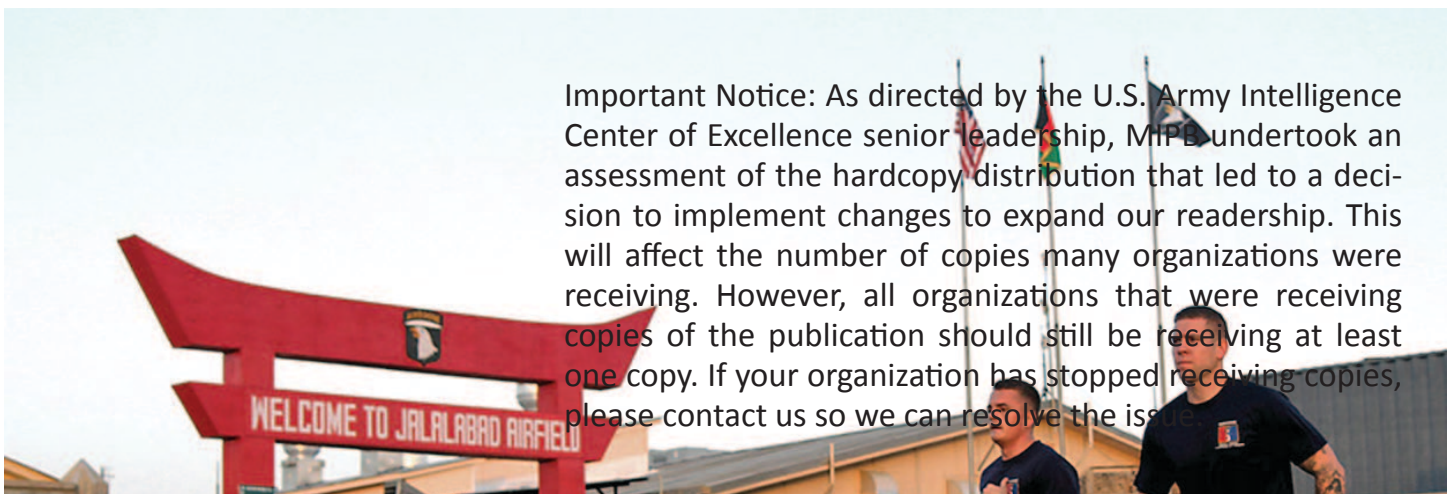 Important Notice: As directed by the U.S. Army Intelligence
Center of Excellence senior leadership, MIPB undertook an
assessment of the hardcopy distribution that led to a deci-
sion to implement changes to expand our readership. This
will affect the number of copies many organizations were
receiving. However, all organizations that were receiving
copies of the publication should still be receiving at least
one copy. If your organization has stopped receiving copies,
please contact us so we can resolve the issue.
AIRBORNE
WELCOME TO JALALABAD AIRFIELD